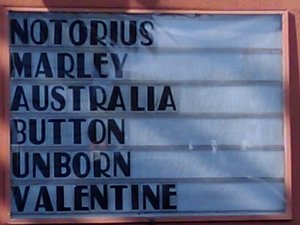 NOTORIUS
MARLEY
AUSTRALIA
BUTTON
UNBORN
VALENTINE